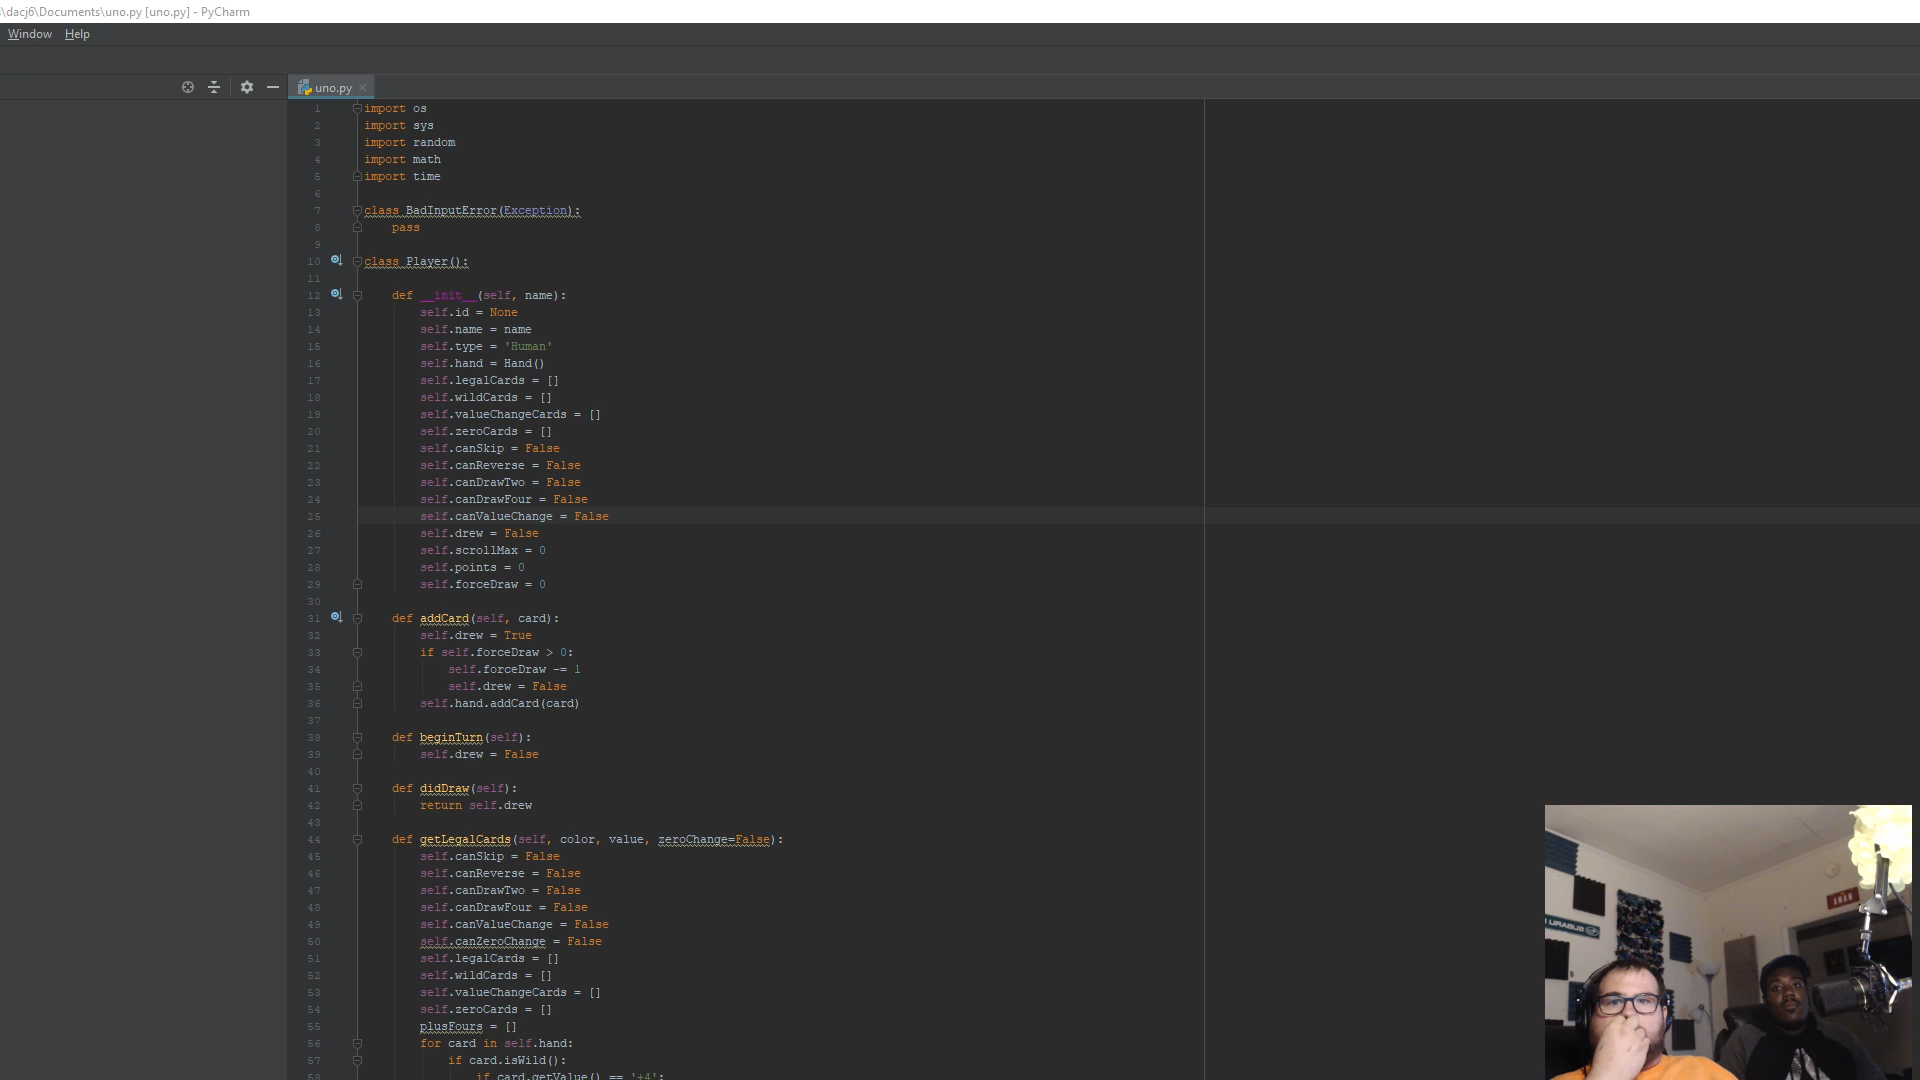 \dacj6\Documents\uno.py [uno.py] - PyCharm
Window Help
uno.py
1 import os
2 import sys
3 import random
4 import math
5 import time
6
7 class BadInputError(Exception):
8 pass
9
10 class Player():
11
12 def __init__(self, name):
13 self.id = None
14 self.name = name
15 self.type = 'Human'
16 self.hand = Hand()
17 self.legalCards = []
18 self.wildCards = []
19 self.valueChangeCards = []
20 self.zeroCards = []
21 self.canSkip = False
22 self.canReverse = False
23 self.canDrawTwo = False
24 self.canDrawFour = False
25 self.canValueChange = False
26 self.drew = False
27 self.scrollMax = 0
28 self.points = 0
29 self.forceDraw = 0
30
31 def addCard(self, card):
32 self.drew = True
33 if self.forceDraw > 0:
34 self.forceDraw -= 1
35 self.drew = False
36 self.hand.addCard(card)
37
38 def beginTurn(self):
39 self.drew = False
40
41 def didDraw(self):
42 return self.drew
43
44 def getLegalCards(self, color, value, zeroChange=False):
45 self.canSkip = False
46 self.canReverse = False
47 self.canDrawTwo = False
48 self.canDrawFour = False
49 self.canValueChange = False
50 self.canZeroChange = False
51 self.legalCards = []
52 self.wildCards = []
53 self.valueChangeCards = []
54 self.zeroCards = []
55 plusFours = []
56 for card in self.hand:
57 if card.isWild():
58 if card.getValue() == '+4':